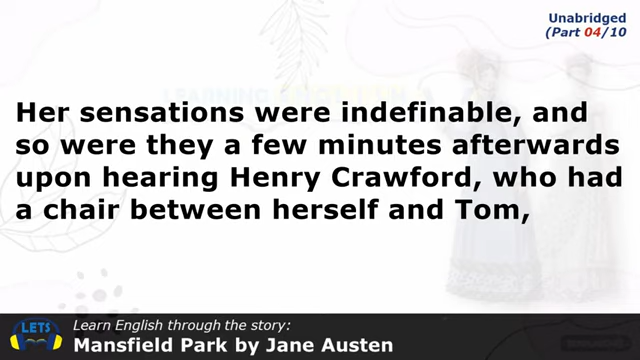 Unabridged
(Part 04/10
Her sensations were indefinable, and
so were they a few minutes afterwards
upon hearing Henry Crawford, who had
a chair between herself and Tom,
LETS
Learn English through the story:
Mansfield Park by Jane Austen